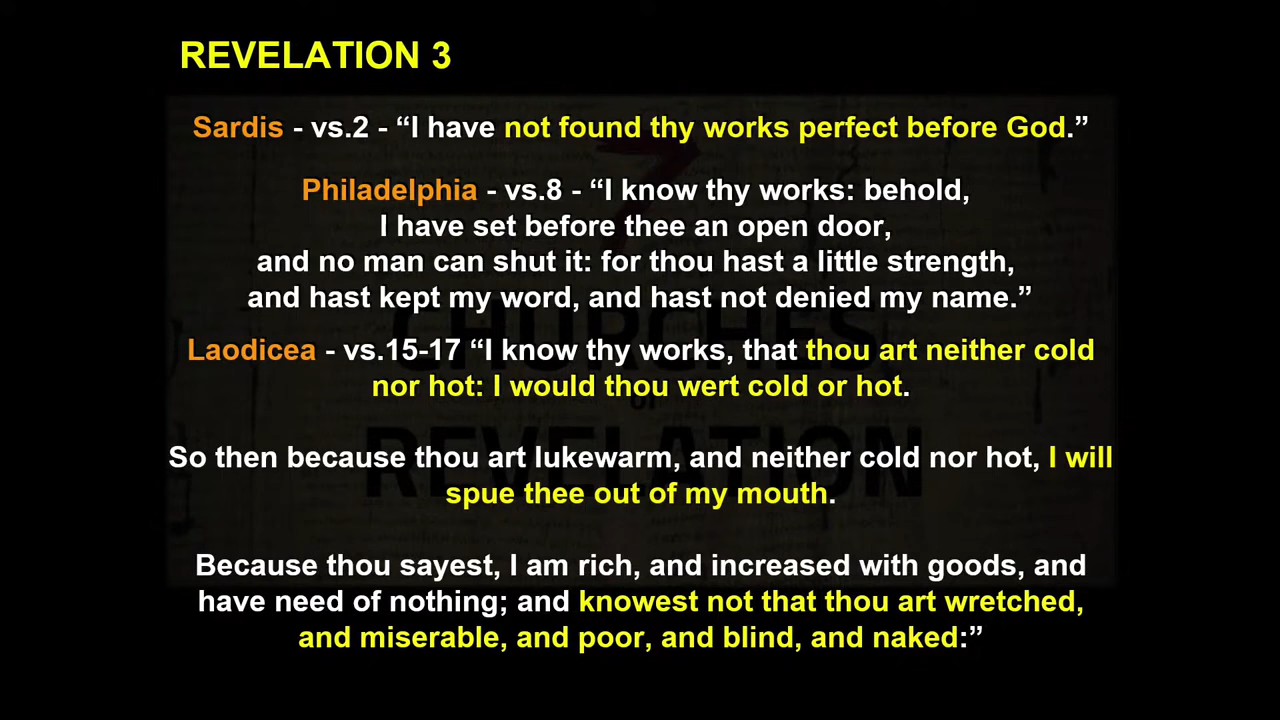 REVELATION 3
Sardis - vs.2 - “I have not found thy works perfect before God.”
Philadelphia - vs.8 - “I know thy works: behold,
I have set before thee an open door,
and no man can shut it: for thou hast a little strength,
and hast kept my word, and hast not denied my name.”
Laodicea - vs.15-17 “I know thy works, that thou art neither cold
nor hot: I would thou wert cold or hot.
So then because thou art lukewarm, and neither cold nor hot, I will
spue thee out of my mouth.
Because thou sayest, I am rich, and increased with goods, and
have need of nothing; and knowest not that thou art wretched,
and miserable, and poor, and blind, and naked:”
7
CHURCHES
OF
REVELATION